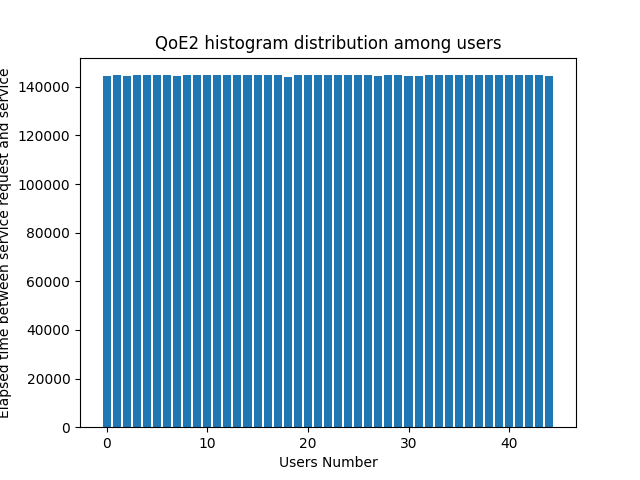 QoE2 histogram distribution among users
Elapsed time between service request and service
140000
120000
100000
80000
60000
40000
20000
0
0 10 20 30 40
Users Number